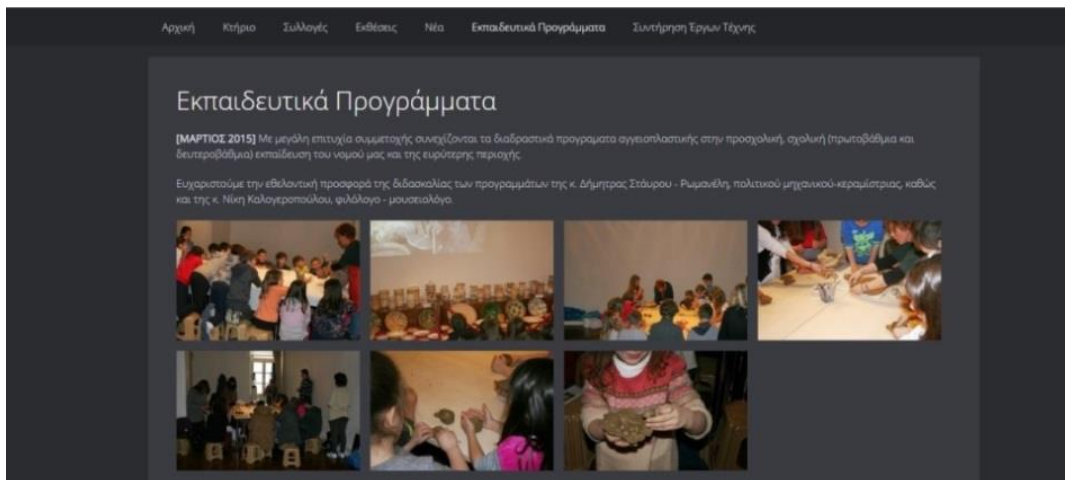 Αρχική Κτήριο Συλλογές Εκθέσεις Νέα Εκπαιδευτικά Προγράμματα Συντήρηση Έργων Τέχνης
Εκπαιδευτικά Προγράμματα
[ΜΑΡΤΙΟΣ 2015] Με μεγάλη επιτυχία συμμετοχής συνεχίζονται τα διαδραστικά προγραματα αγγειοπλαστικής στην προσχολική, σχολική (πρωτοβάθμια και
δευτεροβάθμια) εκπαίδευση του νομού μας και της ευρύτερης περιοχής.
Ευχαριστούμε την εθελοντική προσφορά της διδασκαλίας των προγραμμάτων της κ. Δήμητρας Στάυρου - Ρωμανέλη, πολιτικού μηχανικού-κεραμίστριας, καθώς
και της κ. Νίκη Καλογεροπούλου, φιλόλογο - μουσειολόγο.